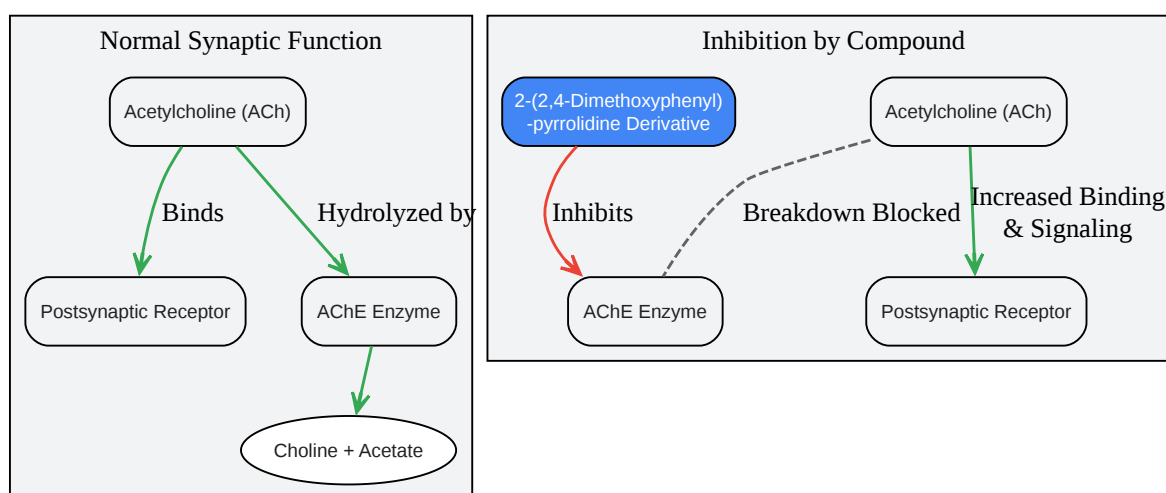 Normal Synaptic Function
Acetylcholine (ACh)
Binds
Hydrolyzed by
Postsynaptic Receptor
AChE Enzyme
Choline + Acetate
Inhibition by Compound
2-(2,4-Dimethoxyphenyl)
-pyrrolidine Derivative
Acetylcholine (ACh)
Inhibits
Breakdown Blocked
Increased Binding
& Signaling
AChE Enzyme
Postsynaptic Receptor